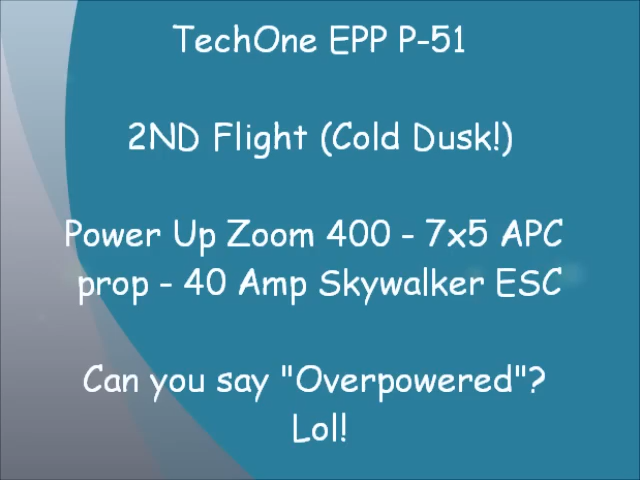 TechOne EPP P-51
2ND Flight (Cold Dusk!)
Power Up Zoom 400 - 7x5 APC
prop - 40 Amp Skywalker ESC
Can you say "Overpowered"?
Lol!